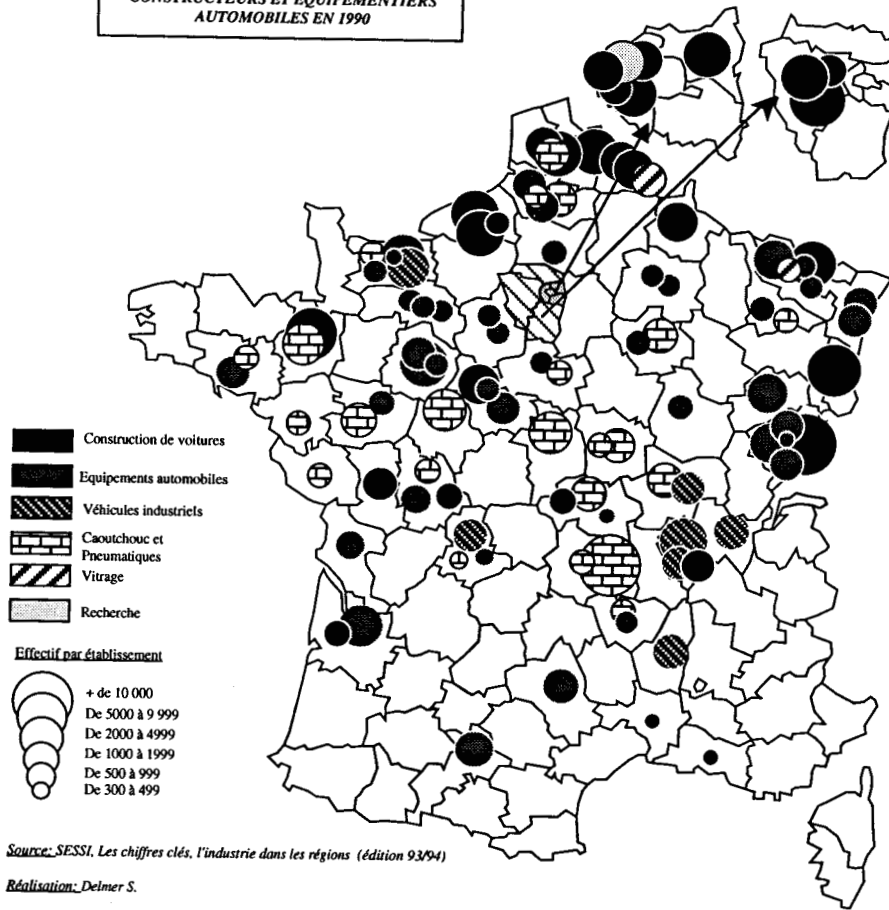 CONSTRUCTEURS ET EQUIPEMENTIERS
AUTOMOBILES EN 1990
Construction de voitures
Equipements automobiles
Véhicules industriels
Caoutchouc et
Pneumatiques
Vitrage
Recherche
Effectif par établissement
+ de 10 000
De 5000 à 9 999
De 2000 à 4999
De 1000 à 1999
De 500 à 999
De 300 à 499
Source: SESSI, Les chiffres clés, l'industrie dans les régions (édition 93/94)
Réalisation: Delmer S.